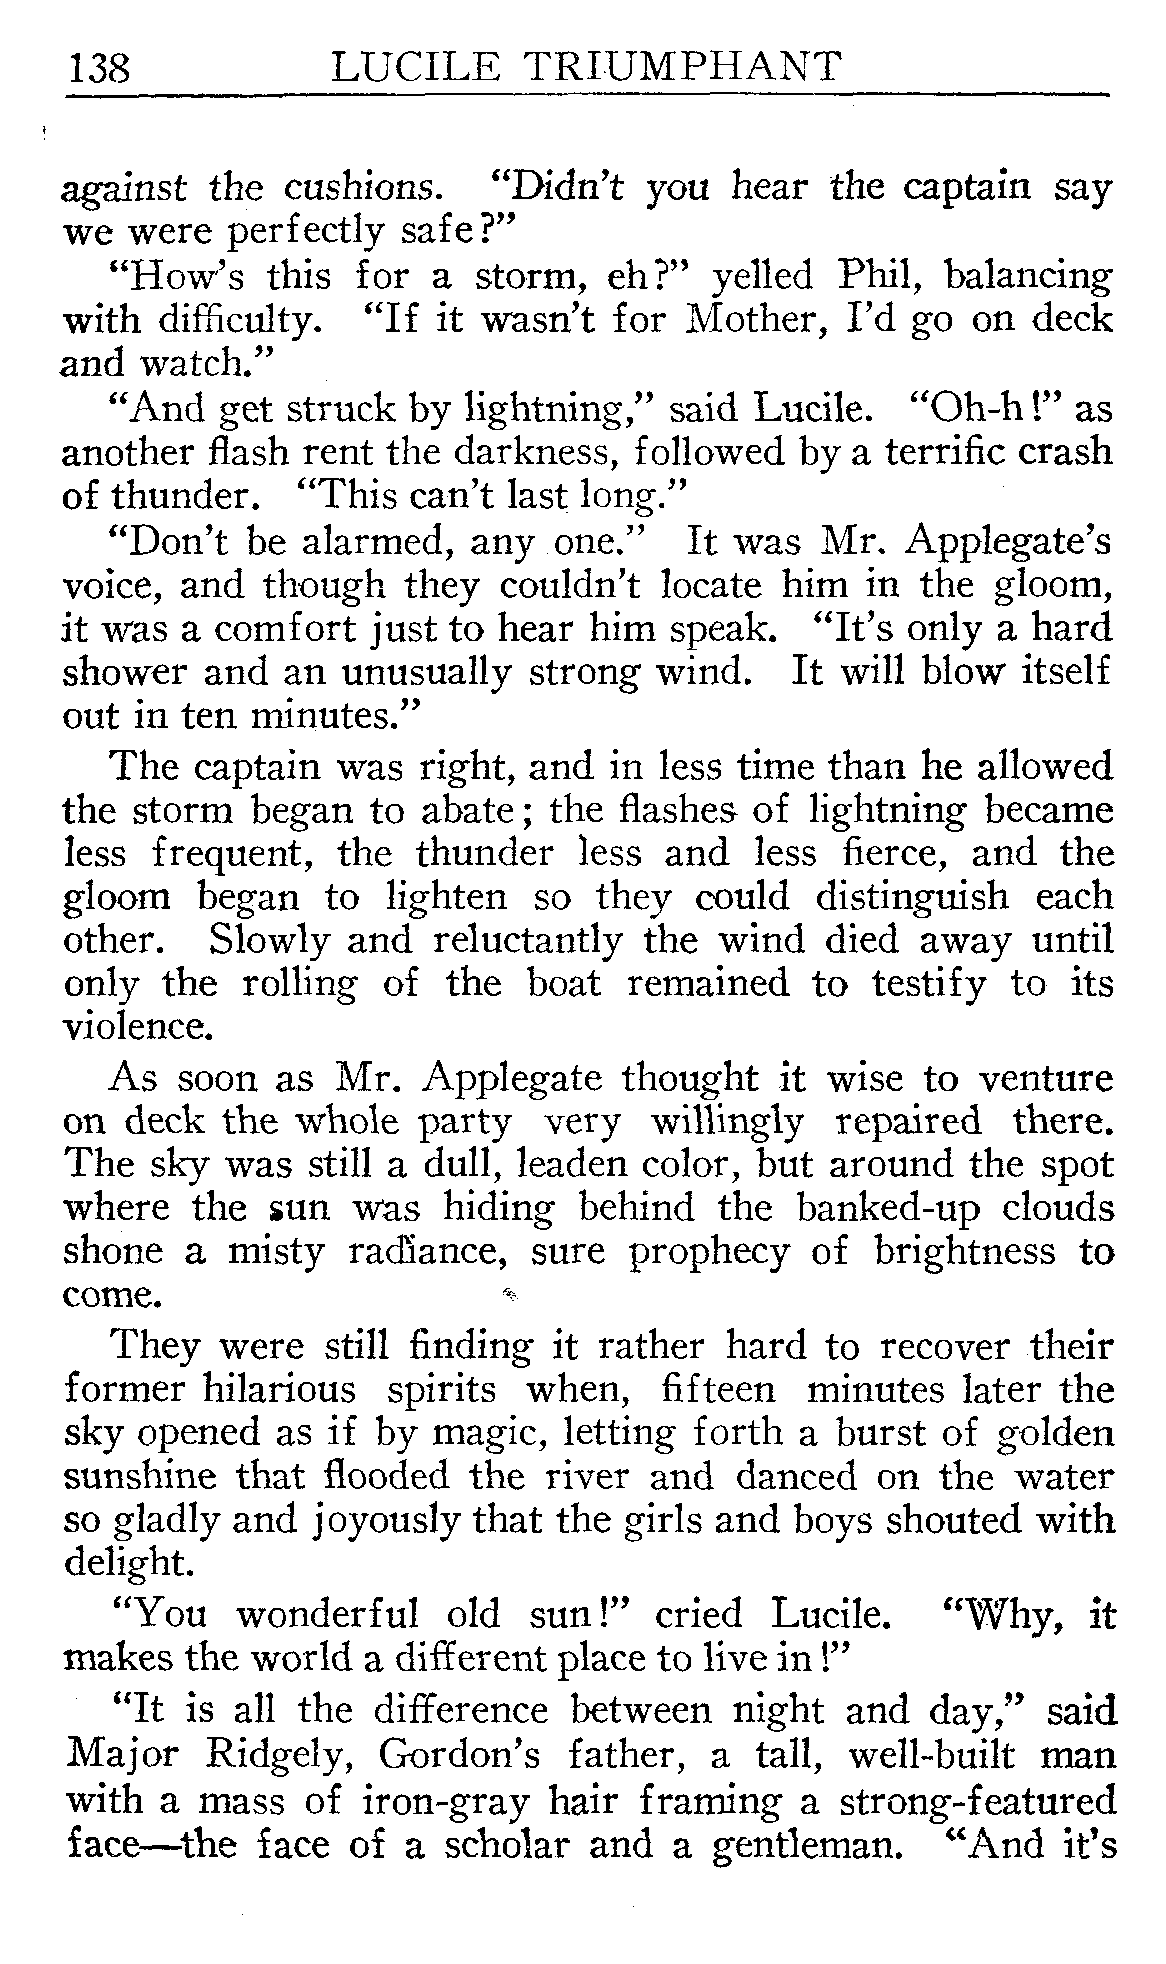 138 LUCILE TRIUMPHANT
against the cushions. “Didn’t you hear the captain say
we were perfectly safe?”
“How’s this for a storm, eh?” yelled Phil, balancing
with difficulty. “If it wasn’t for Mother, I’d go on deck
and watch.”
“And get struck by lightning,” said Lucile. “Oh-h!” as
another flash rent the darkness, followed by a terrific crash
of thunder. “This can’t last long.”
“Don’t be alarmed, any one.” It was Mr. Applegate’s
voice, and though they couldn’t locate him in the gloom,
it was a comfort just to hear him speak. “It’s only a hard
shower and an unusually strong wind. It will blow itself
out in ten minutes.”
The captain was right, and in less time than he allowed
the storm began to abate; the flashes of lightning became
less frequent, the thunder less and less fierce, and the
gloom began to lighten so they could distinguish each
other. Slowly and reluctantly the wind died away until
only the rolling of the boat remained to testify to its
violence.
As soon as Mr. Applegate thought it wise to venture
on deck the whole party very willingly repaired there.
The sky was still a dull, leaden color, but around the spot
where the sun was hiding behind the banked-up clouds
shone a misty radiance, sure prophecy of brightness to
come.
They were still finding it rather hard to recover their
former hilarious spirits when, fifteen minutes later the
sky opened as if by magic, letting forth a burst of golden
sunshine that flooded the river and danced on the water
so gladly and joyously that the girls and boys shouted with
delight.
“You wonderful old sun!” cried Lucile. “Why, it
makes the world a different place to live in!”
“It is all the difference between night and day,” said
Major Ridgely, Gordon’s father, a tall, well-built man
with a mass of iron-gray hair framing a strong-featured
face—the face of a scholar and a gentleman. “And it’s